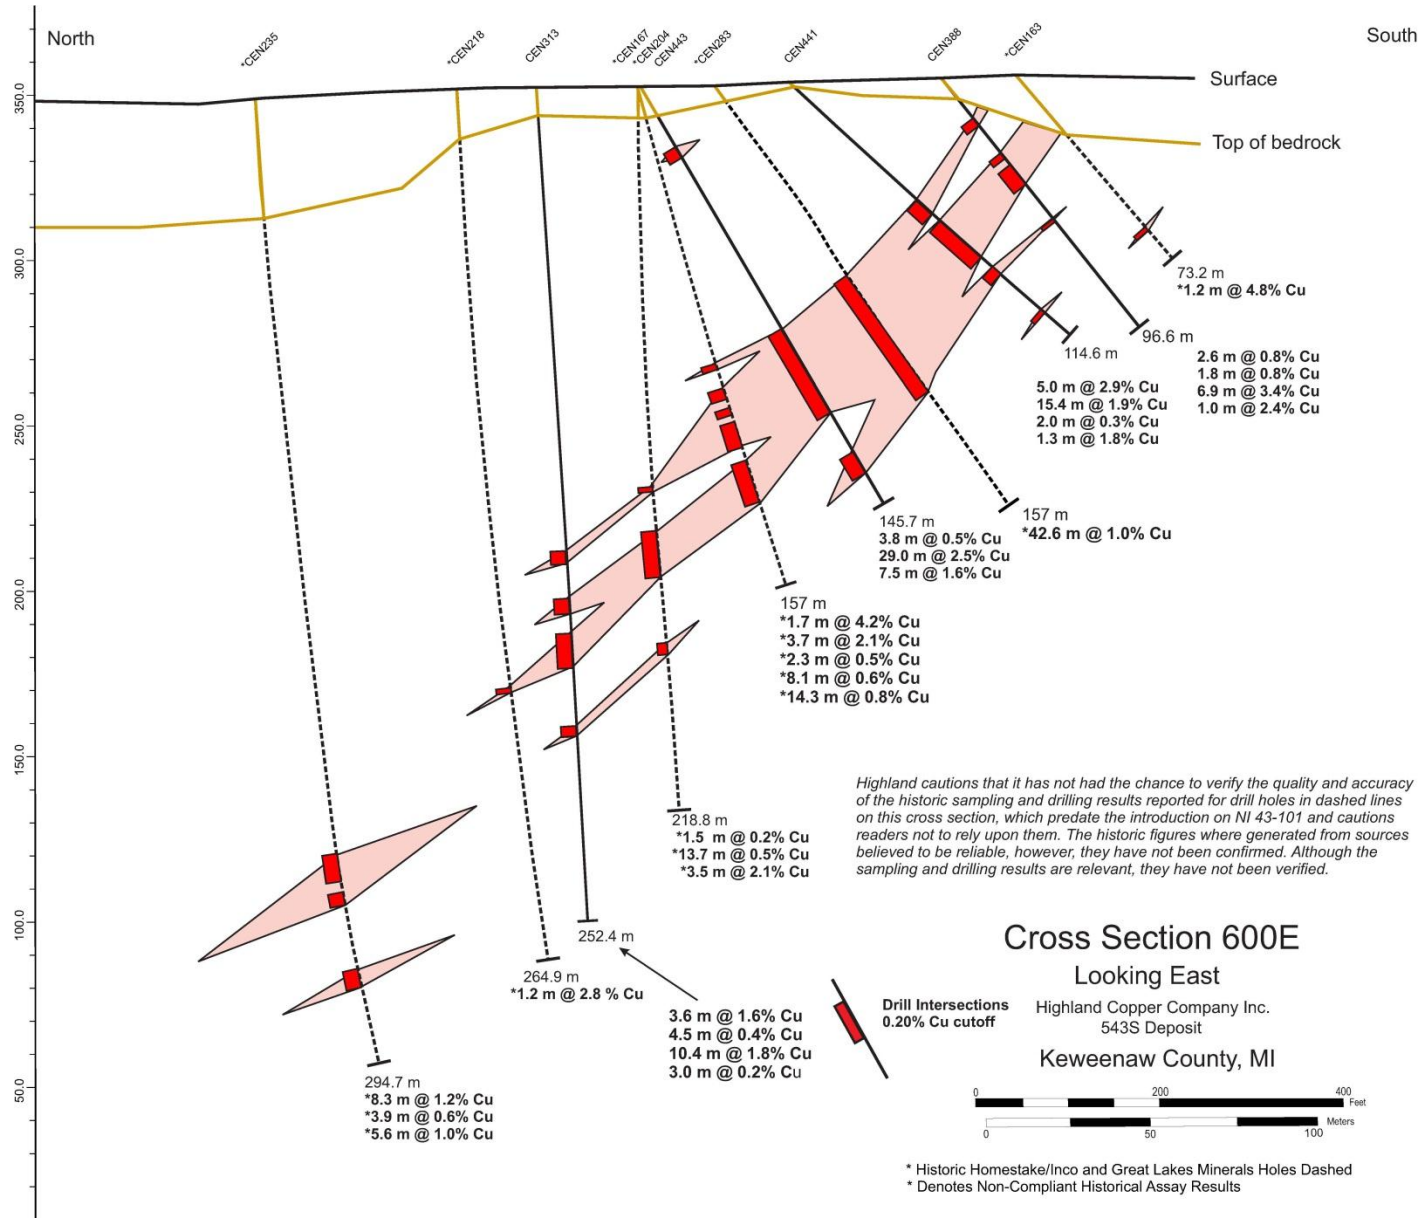 North
South
*CEN235
*CEN218
CEN313
*CEN167
*CEN204
CEN443
*CEN283
CEN441
CEN388
*CEN163
Surface
Top of bedrock
350.0
300.0
250.0
200.0
150.0
100.0
50.0
73.2 m
*1.2 m @ 4.8% Cu
96.6 m
2.6 m @ 0.8% Cu
1.8 m @ 0.8% Cu
6.9 m @ 3.4% Cu
1.0 m @ 2.4% Cu
114.6 m
5.0 m @ 2.9% Cu
15.4 m @ 1.9% Cu
2.0 m @ 0.3% Cu
1.3 m @ 1.8% Cu
157 m
*42.6 m @ 1.0% Cu
145.7 m
3.8 m @ 0.5% Cu
29.0 m @ 2.5% Cu
7.5 m @ 1.6% Cu
157 m
*1.7 m @ 4.2% Cu
*3.7 m @ 2.1% Cu
*2.3 m @ 0.5% Cu
*8.1 m @ 0.6% Cu
*14.3 m @ 0.8% Cu
218.8 m
*1.5 m @ 0.2% Cu
*13.7 m @ 0.5% Cu
*3.5 m @ 2.1% Cu
252.4 m
3.6 m @ 1.6% Cu
4.5 m @ 0.4% Cu
10.4 m @ 1.8% Cu
3.0 m @ 0.2% Cu
264.9 m
*1.2 m @ 2.8 % Cu
294.7 m
*8.3 m @ 1.2% Cu
*3.9 m @ 0.6% Cu
*5.6 m @ 1.0% Cu
Highland cautions that it has not had the chance to verify the quality and accuracy
of the historic sampling and drilling results reported for drill holes in dashed lines
on this cross section, which predate the introduction on NI 43-101 and cautions
readers not to rely upon them. The historic figures where generated from sources
believed to be reliable, however, they have not been confirmed. Although the
sampling and drilling results are relevant, they have not been verified.
Cross Section 600E
Looking East
Highland Copper Company Inc.
543S Deposit
Keweenaw County, MI
Drill Intersections
0.20% Cu cutoff
0 200 400
Feet
Meters
0 50 100
* Historic Homestake/Inco and Great Lakes Minerals Holes Dashed
* Denotes Non-Compliant Historical Assay Results